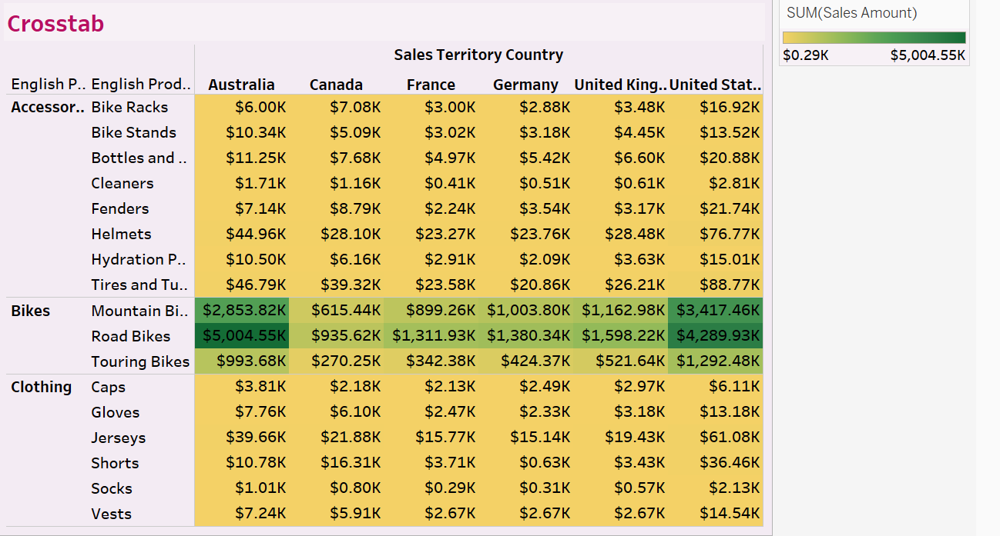 Crosstab
SUM(Sales Amount)
$0.29K $5,004.55K
Sales Territory Country
English P.. English Prod.. Australia Canada France Germany United King.. United Stat..
Accessor.. Bike Racks $6.00K $7.08K $3.00K $2.88K $3.48K $16.92K
Bike Stands $10.34K $5.09K $3.02K $3.18K $4.45K $13.52K
Bottles and .. $11.25K $7.68K $4.97K $5.42K $6.60K $20.88K
Cleaners $1.71K $1.16K $0.41K $0.51K $0.61K $2.81K
Fenders $7.14K $8.79K $2.24K $3.54K $3.17K $21.74K
Helmets $44.96K $28.10K $23.27K $23.76K $28.48K $76.77K
Hydration P.. $10.50K $6.16K $2.91K $2.09K $3.63K $15.01K
Tires and Tu.. $46.79K $39.32K $23.58K $20.86K $26.21K $88.77K
Bikes Mountain Bi.. $2,853.82K $615.44K $899.26K $1,003.80K $1,162.98K $3,417.46K
Road Bikes $5,004.55K $935.62K $1,311.93K $1,380.34K $1,598.22K $4,289.93K
Touring Bikes $993.68K $270.25K $342.38K $424.37K $521.64K $1,292.48K
Clothing Caps $3.81K $2.18K $2.13K $2.49K $2.97K $6.11K
Gloves $7.76K $6.10K $2.47K $2.33K $3.18K $13.18K
Jerseys $39.66K $21.88K $15.77K $15.14K $19.43K $61.08K
Shorts $10.78K $16.31K $3.71K $0.63K $3.43K $36.46K
Socks $1.01K $0.80K $0.29K $0.31K $0.57K $2.13K
Vests $7.24K $5.91K $2.67K $2.67K $2.67K $14.54K